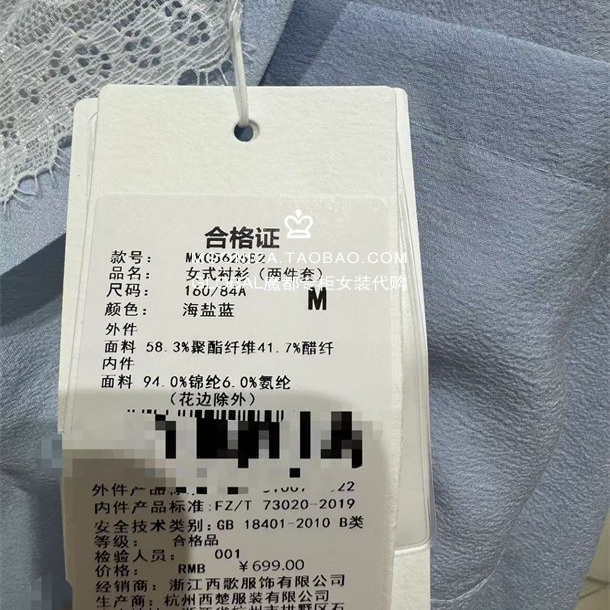 合格证
款号：
品名：女式衬衫（两件套）
尺码：160/84A M
颜色：海盐蓝
外件
面料 58.3%聚酯纤维41.7%醋纤
内件
面料 94.0%锦纶6.0%氨纶
（花边除外）
外件产品
内件产品标准：FZ/T 73020-2019
安全技术类别：GB 18401-2010 B类
等级： 合格品
检验人员： 001
价格： RMB ￥699.00
经销商：浙江西歌服饰有限公司
生产商：杭州西楚服装有限公司